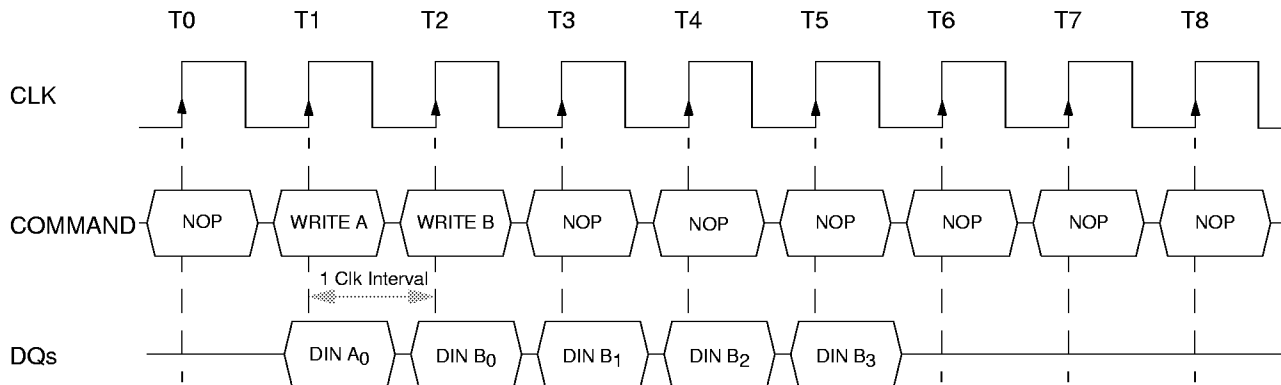 T0 T1 T2 T3 T4 T5 T6 T7 T8
CLK
COMMAND NOP WRITE A WRITE B NOP NOP NOP NOP NOP NOP
1 Clk Interval
DQs DIN A0 DIN B0 DIN B1 DIN B2 DIN B3